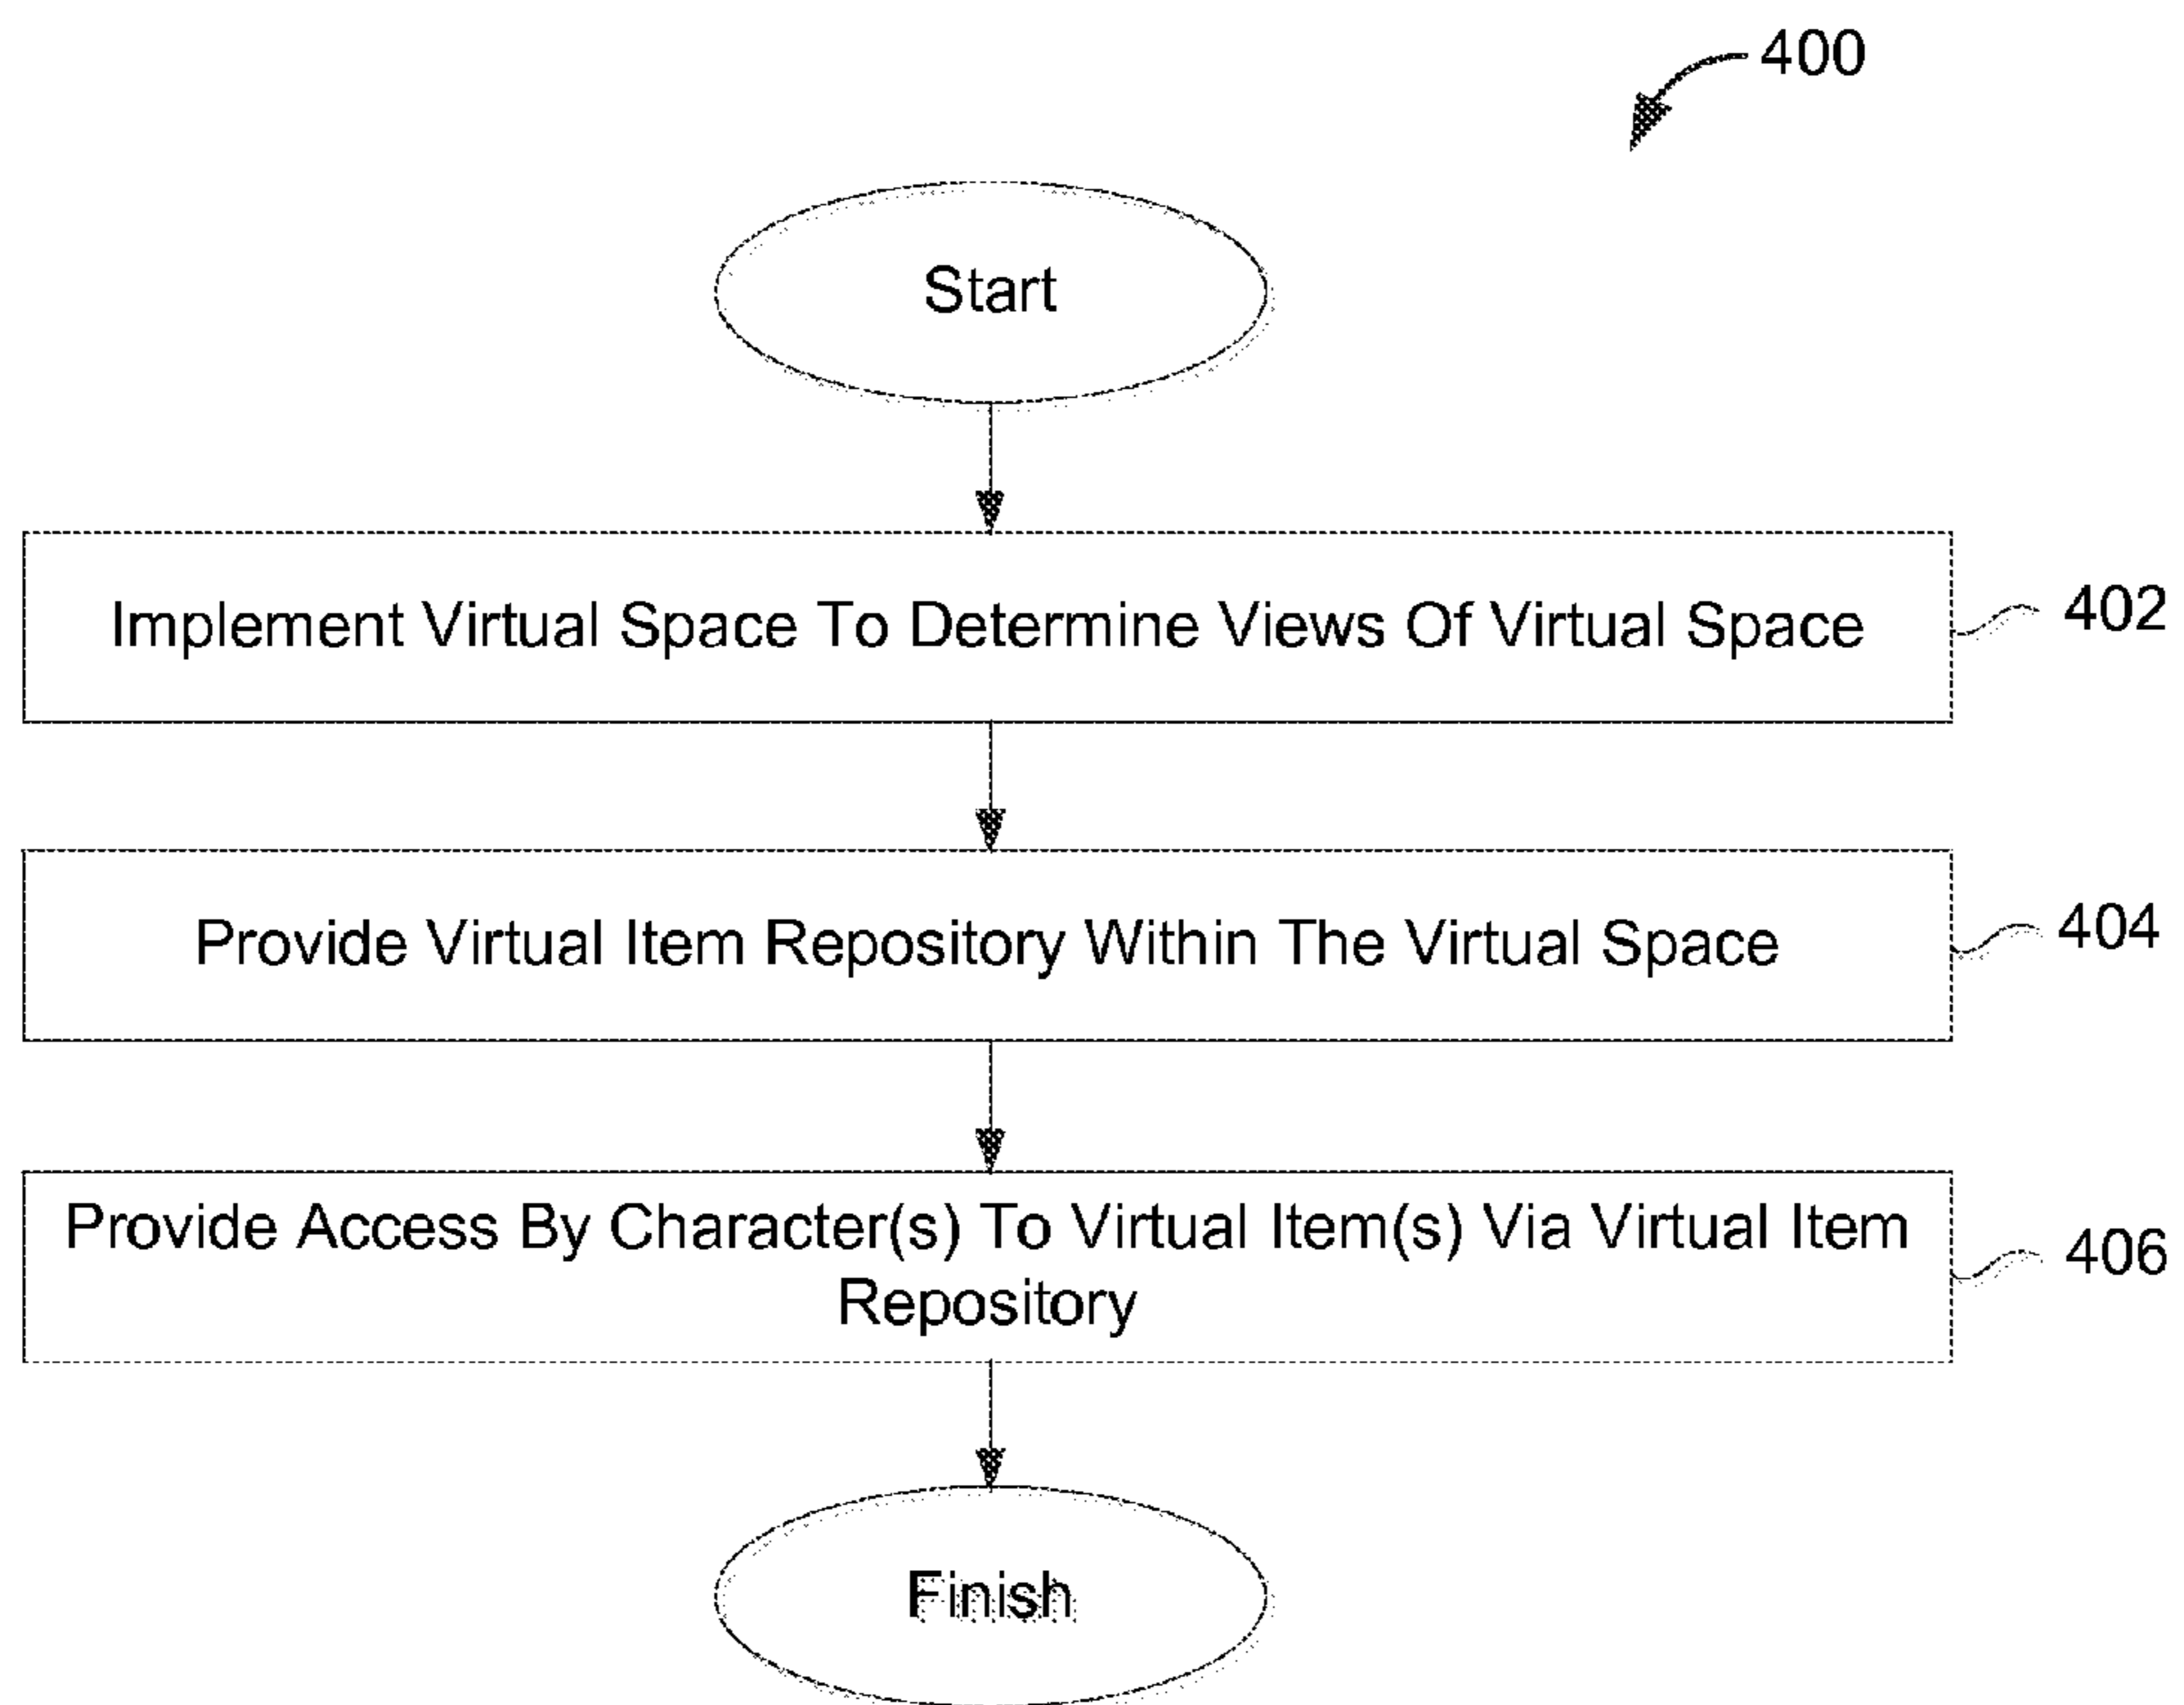 400
Start
Implement Virtual Space To Determine Views Of Virtual Space
402
Provide Virtual Item Repository Within The Virtual Space
404
Provide Access By Character(s) To Virtual Item(s) Via Virtual Item
Repository
406
Finish